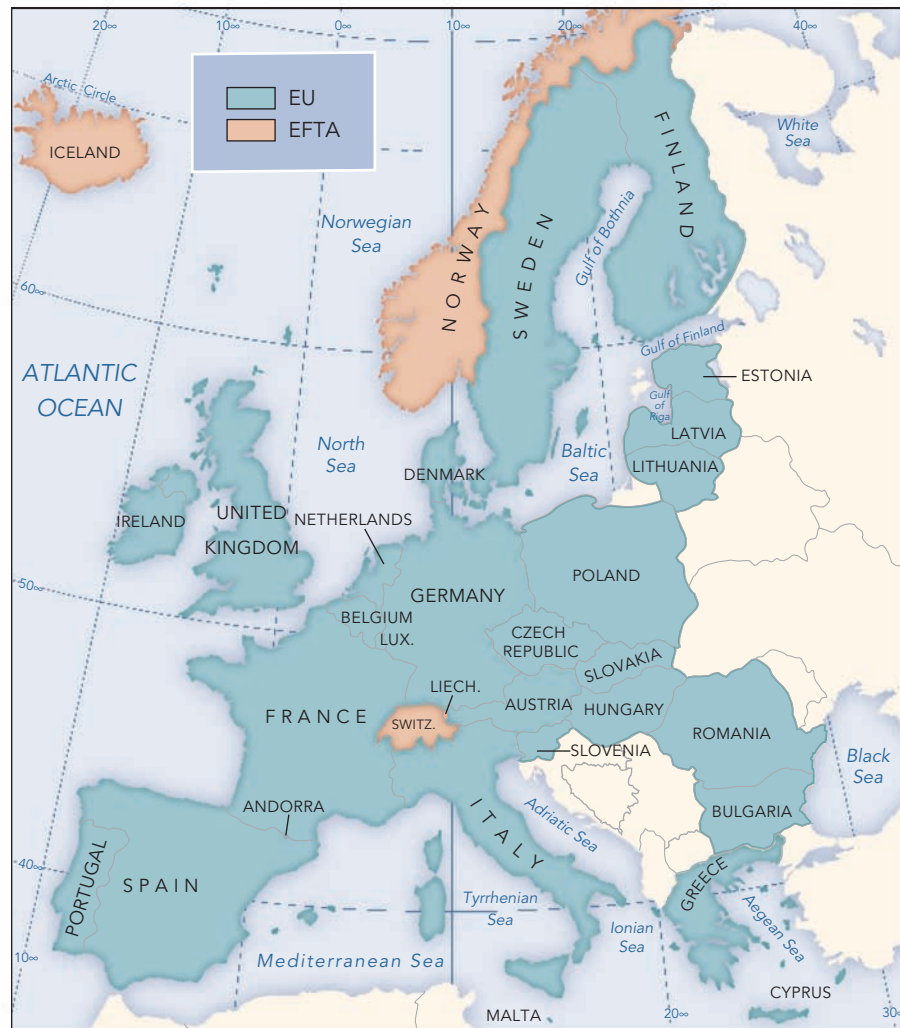 20∞
10∞
0∞
10∞
20∞
EU
EFTA
Arctic Circle
ICELAND
White
Sea
FINLAND
Norwegian
Sea
NORWAY
SWEDEN
Gulf of Bothnia
60∞
Gulf of Finland
ATLANTIC
OCEAN
ESTONIA
Gulf
of
Riga
LATVIA
North
Sea
Baltic
Sea
DENMARK
LITHUANIA
IRELAND
UNITED
KINGDOM
NETHERLANDS
50∞
POLAND
GERMANY
BELGIUM
LUX.
CZECH
REPUBLIC
SLOVAKIA
LIECH.
AUSTRIA
HUNGARY
FRANCE
SWITZ.
ROMANIA
SLOVENIA
Black
Sea
ANDORRA
BULGARIA
Adriatic Sea
ITALY
40∞
PORTUGAL
SPAIN
GREECE
Tyrrhenian
Sea
Ionian
Sea
Aegean Sea
Mediterranean Sea
10∞
0∞
MALTA
CYPRUS
10∞
20∞
30∞